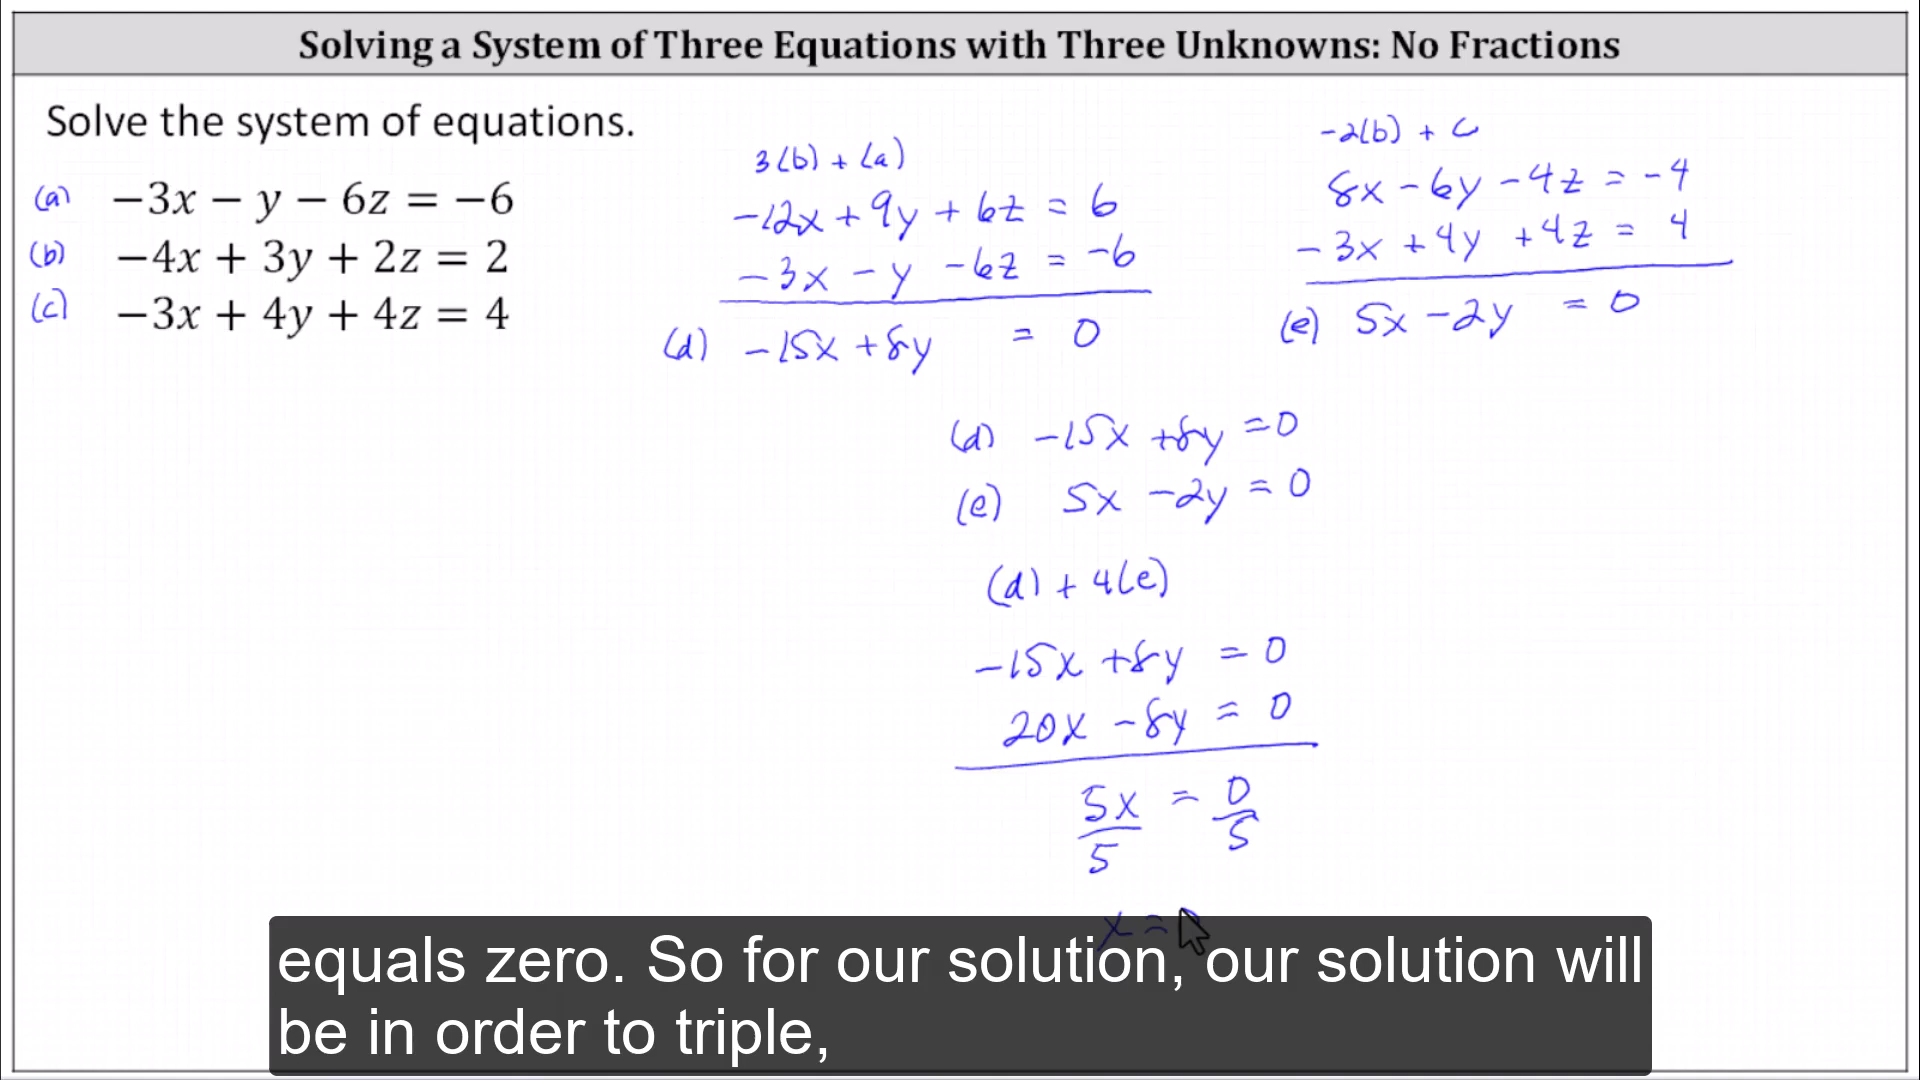 Solving a System of Three Equations with Three Unknowns: No Fractions
Solve the system of equations.
(a) −3x − y − 6z = −6
(b) −4x + 3y + 2z = 2
(c) −3x + 4y + 4z = 4
3(b) + (a)
-12x + 9y + 6z = 6
-3x - y - 6z = -6
(d) -15x + 8y = 0
-2(b) + c
8x - 6y - 4z = -4
-3x + 4y + 4z = 4
(e) 5x - 2y = 0
(d) -15x + 8y = 0
(e) 5x - 2y = 0
(d) + 4(e)
-15x + 8y = 0
20x - 8y = 0
5x = 0
5 5
x =
equals zero. So for our solution, our solution will
be in order to triple,